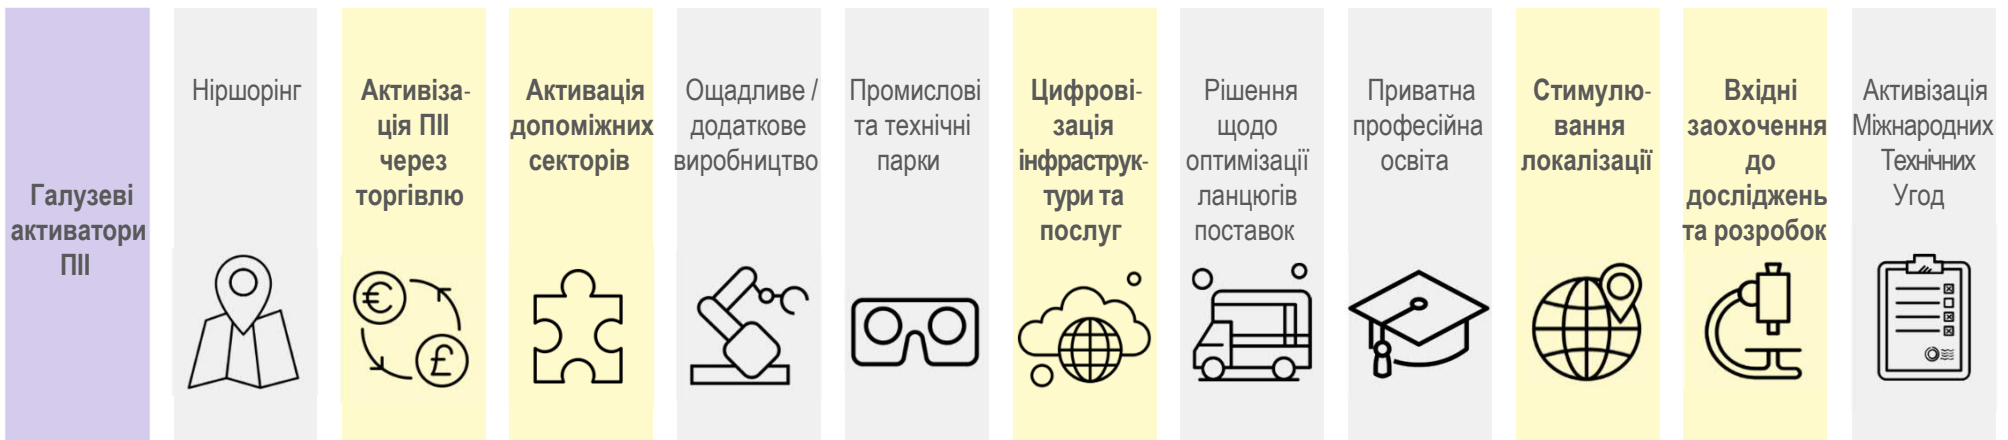 Галузеві
активатори
ПІІ
Ніршорінг
Активіза-
ція ПІІ
через
торгівлю
Активація
допоміжних
секторів
Ощадливе /
додаткове
виробництво
Промислові
та технічні
парки
Цифрові-
зація
інфраструк-
тури та
послуг
Рішення
щодо
оптимізації
ланцюгів
поставок
Приватна
професійна
освіта
Стимулю-
вання
локалізації
Вхідні
заохочення
до
досліджень
та розробок
Активізація
Міжнародних
Технічних
Угод